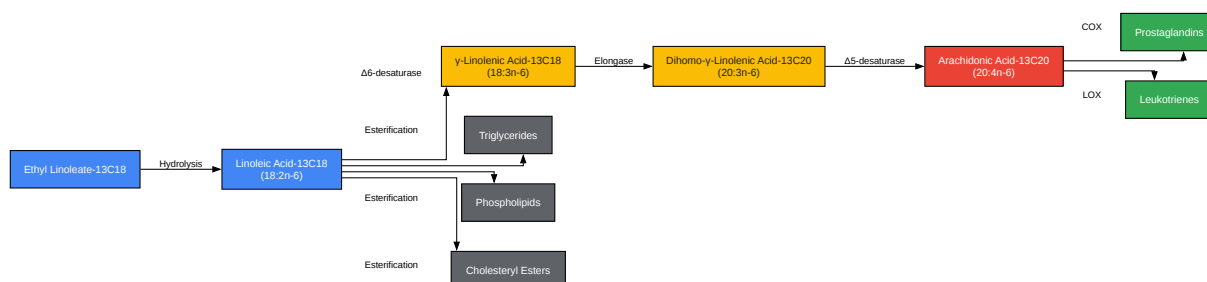 COX
Prostaglandins
γ-Linolenic Acid-13C18
(18:3n-6)
Elongase
Dihomo-γ-Linolenic Acid-13C20
(20:3n-6)
Δ5-desaturase
Arachidonic Acid-13C20
(20:4n-6)
Δ6-desaturase
LOX
Leukotrienes
Esterification
Triglycerides
Ethyl Linoleate-13C18
Hydrolysis
Linoleic Acid-13C18
(18:2n-6)
Esterification
Phospholipids
Esterification
Cholesteryl Esters